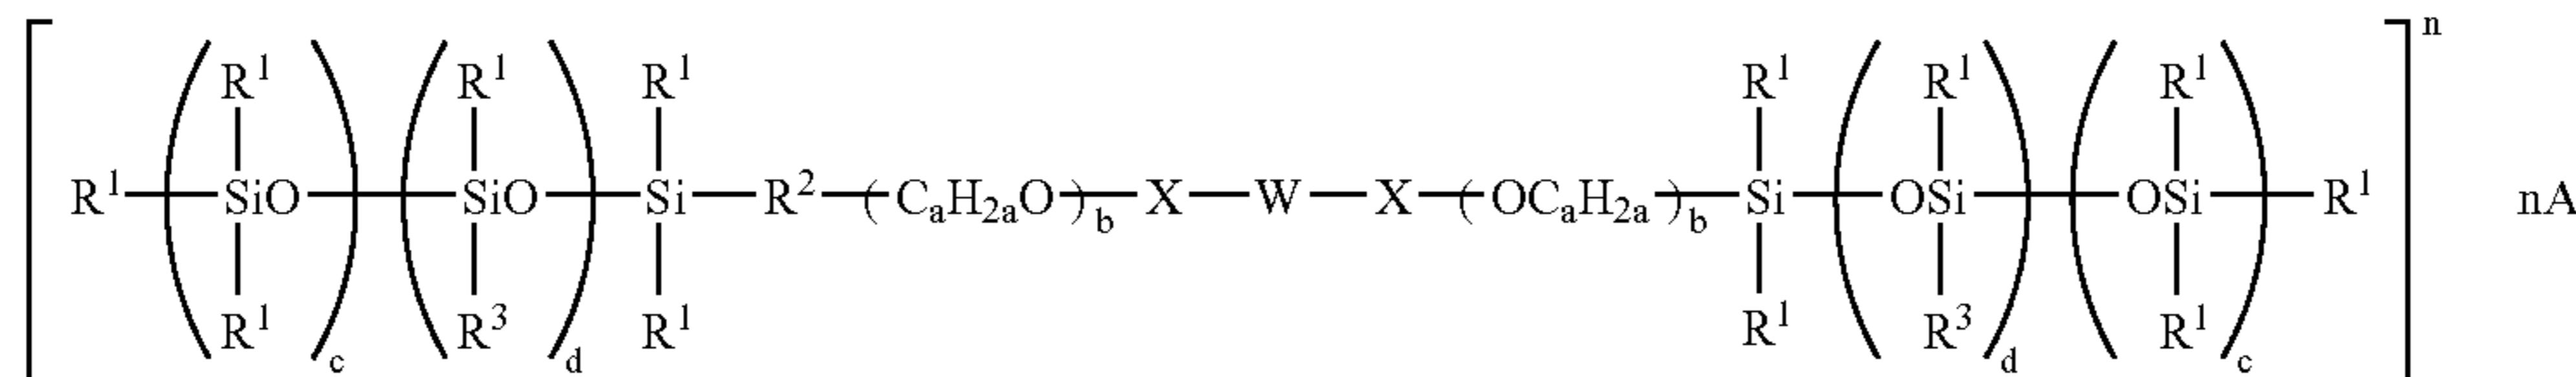 [ ]n
R1 R1 R1 R1 R1 R1
R1—(SiO)—(SiO)—Si—R2—(CaH2aO)b—X—W—X—(OCaH2a)b—Si—(OSi)—(OSi)—R1 nA
R1 R3 R1 R1 R3 R1
c d d c